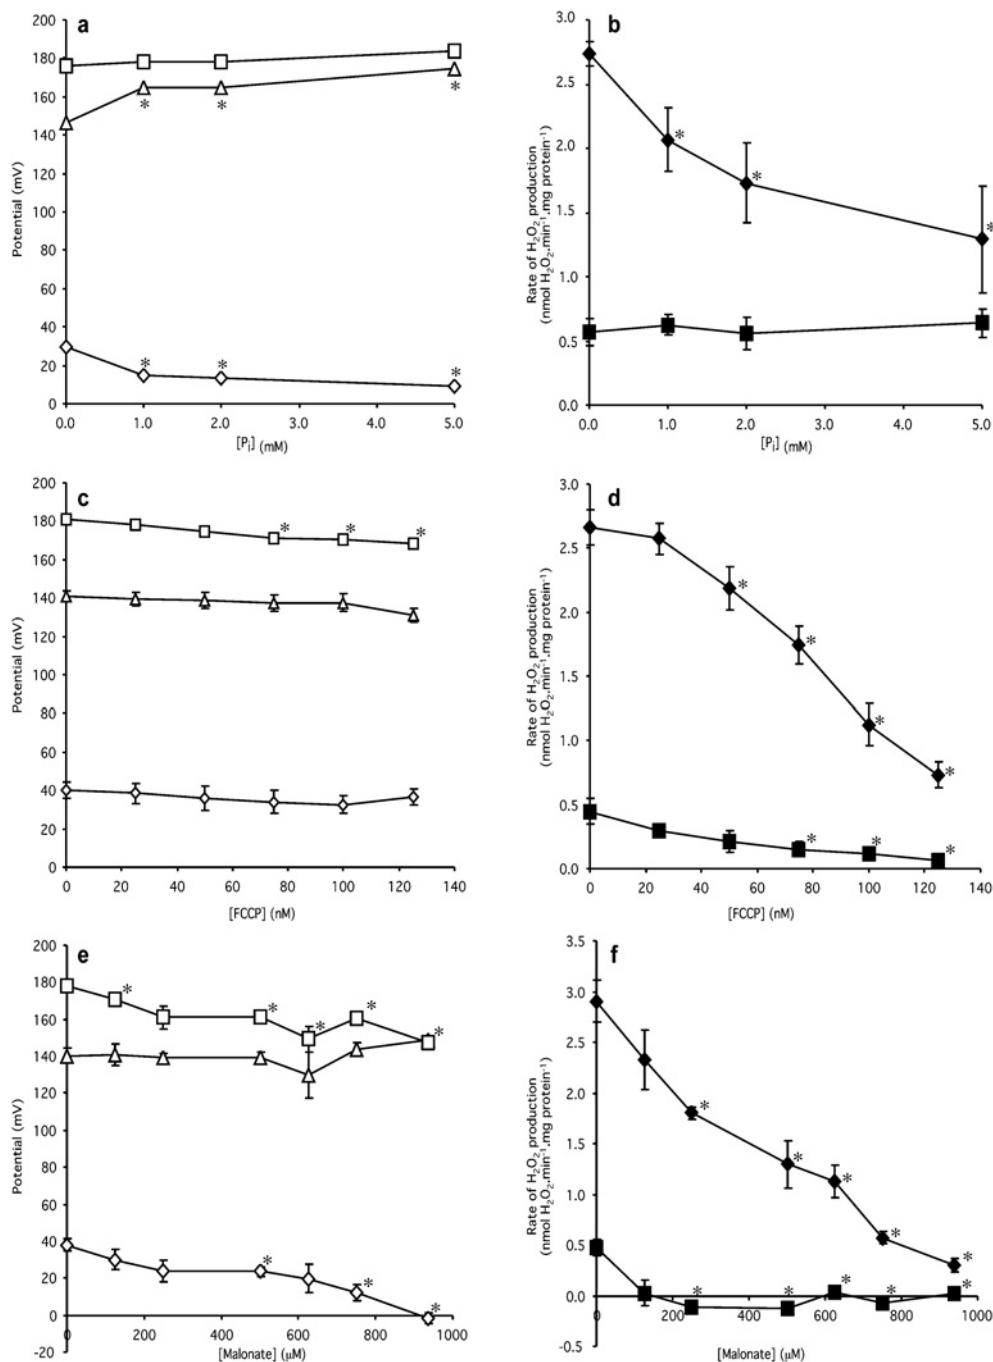 a
200
180
160
140
120
100
80
60
40
20
0
Potential (mV)
0.0 1.0 2.0 3.0 4.0 5.0
[Pi] (mM)
* * *
* * *
b
3.0
2.5
2.0
1.5
1.0
0.5
0.0
Rate of H₂O₂ production
(nmol H₂O₂.min⁻¹.mg protein⁻¹)
0.0 1.0 2.0 3.0 4.0 5.0
[Pi] (mM)
* * *
c
200
180
160
140
120
100
80
60
40
20
0
Potential (mV)
0 20 40 60 80 100 120 140
[FCCP] (nM)
* * *
d
3.0
2.5
2.0
1.5
1.0
0.5
0.0
Rate of H₂O₂ production
(nmol H₂O₂.min⁻¹.mg protein⁻¹)
0 20 40 60 80 100 120 140
[FCCP] (nM)
* * * *
* * *
e
200
180
160
140
120
100
80
60
40
20
0
-20
Potential (mV)
0 200 400 600 800 1000
[Malonate] (μM)
* * * * *
* * *
f
3.5
3.0
2.5
2.0
1.5
1.0
0.5
0.0
-0.5
Rate of H₂O₂ production
(nmol H₂O₂.min⁻¹.mg protein⁻¹)
0 200 400 600 800 1000
[Malonate] (μM)
* * * * *
* * * * *